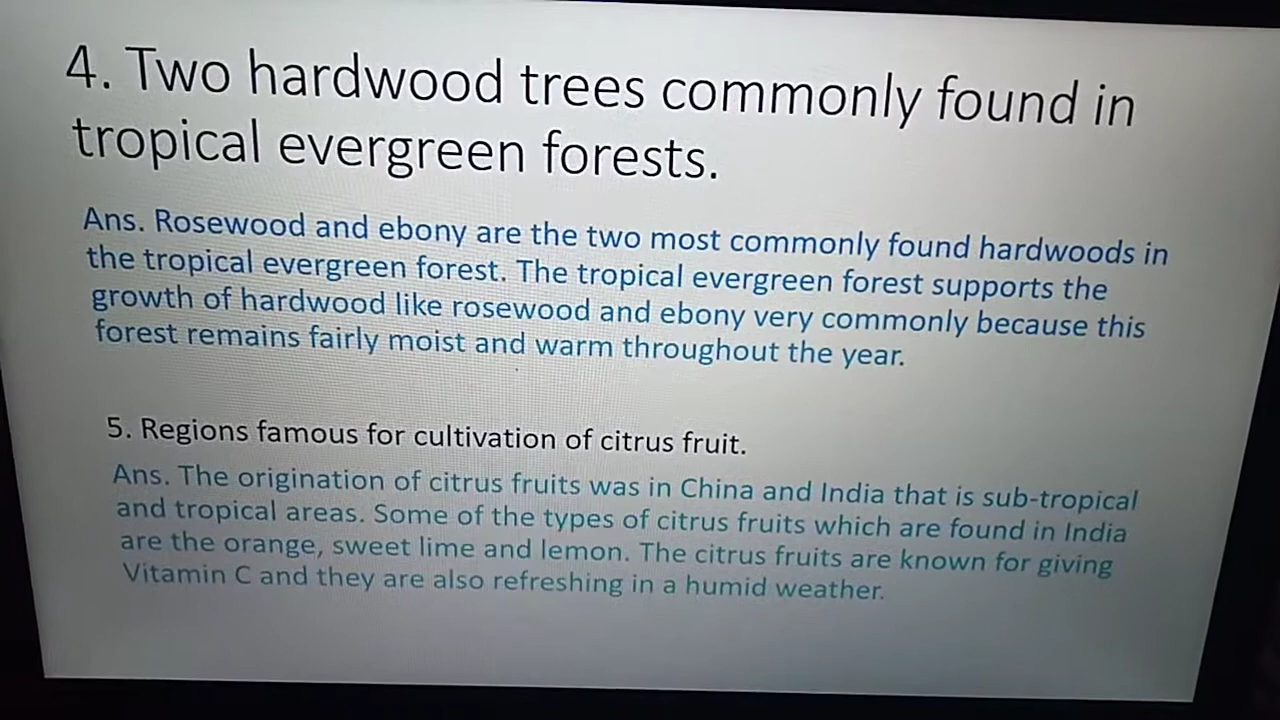 4. Two hardwood trees commonly found in
tropical evergreen forests.
Ans. Rosewood and ebony are the two most commonly found hardwoods in
the tropical evergreen forest. The tropical evergreen forest supports the
growth of hardwood like rosewood and ebony very commonly because this
forest remains fairly moist and warm throughout the year.
5. Regions famous for cultivation of citrus fruit.
Ans. The origination of citrus fruits was in China and India that is sub-tropical
and tropical areas. Some of the types of citrus fruits which are found in India
are the orange, sweet lime and lemon. The citrus fruits are known for giving
Vitamin C and they are also refreshing in a humid weather.